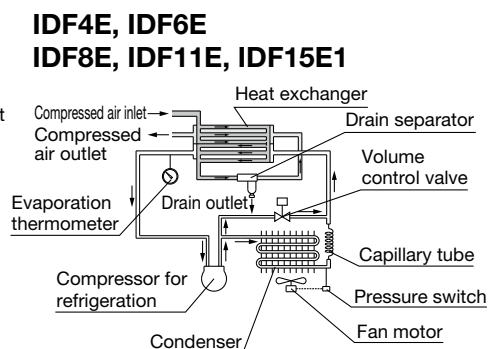 IDF4E, IDF6E
IDF8E, IDF11E, IDF15E1
Heat exchanger
t
Compressed air inlet
Drain separator
Compressed
air outlet
Volume
control valve
Drain outlet
Evaporation
thermometer
Capillary tube
Compressor for
refrigeration
Pressure switch
Fan motor
Condenser